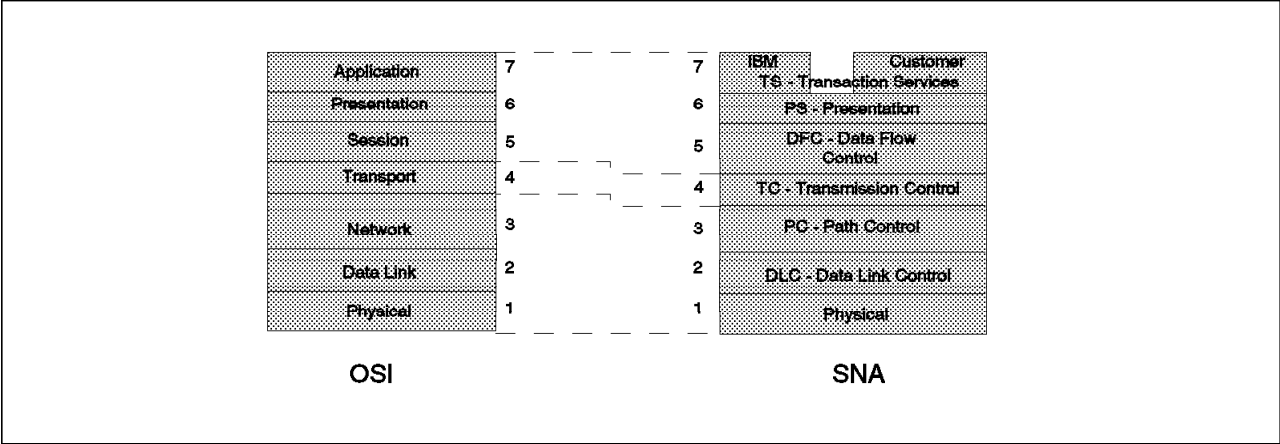 Application 7
Presentation 6
Session 5
Transport 4
Network 3
Data Link 2
Physical 1
OSI
7 IBM Customer
TS - Transaction Services
6 PS - Presentation
5 DFC - Data Flow
Control
4 TC - Transmission Control
3 PC - Path Control
2 DLC - Data Link Control
1 Physical
SNA